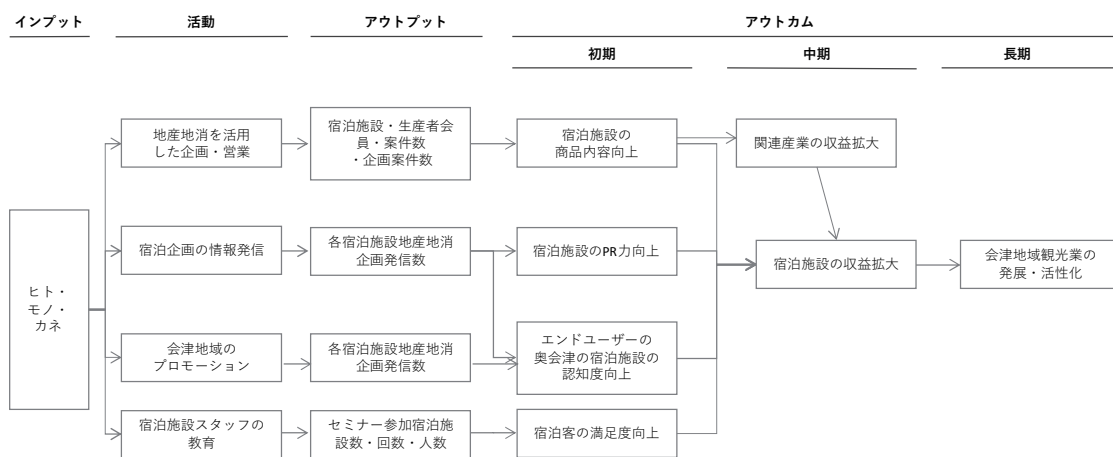 インプット
活動
アウトプット
アウトカム
初期
中期
長期
ヒト・
モノ・
カネ
地産地消を活用
した企画・営業
宿泊施設・生産者会
員・案件数
・企画案件数
宿泊施設の
商品内容向上
関連産業の収益拡大
宿泊企画の情報発信
各宿泊施設地産地消
企画発信数
宿泊施設のPR力向上
宿泊施設の収益拡大
会津地域観光業の
発展・活性化
会津地域の
プロモーション
各宿泊施設地産地消
企画発信数
エンドユーザーの
奥会津の宿泊施設の
認知度向上
宿泊施設スタッフの
教育
セミナー参加宿泊施
設数・回数・人数
宿泊客の満足度向上